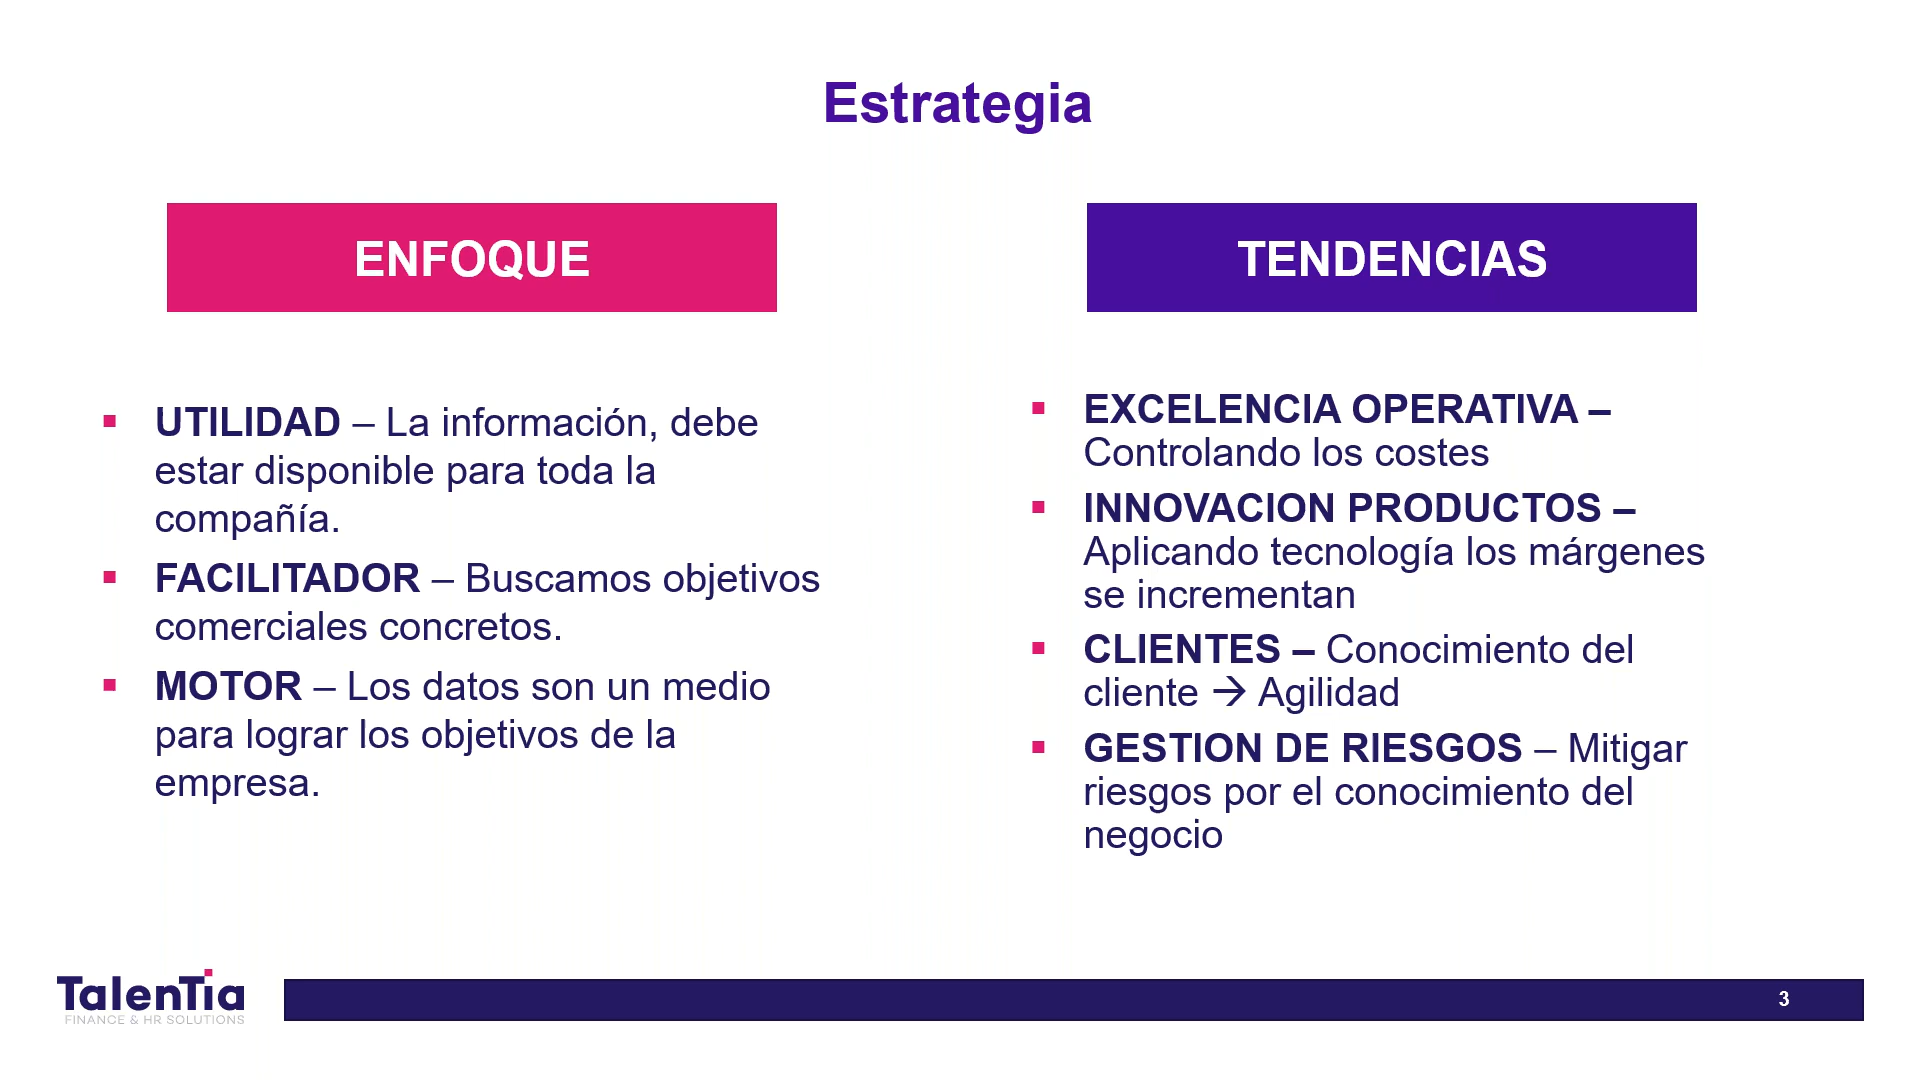 Estrategia
ENFOQUE
▪ UTILIDAD – La información, debe
estar disponible para toda la
compañía.
▪ FACILITADOR – Buscamos objetivos
comerciales concretos.
▪ MOTOR – Los datos son un medio
para lograr los objetivos de la
empresa.
TENDENCIAS
▪ EXCELENCIA OPERATIVA –
Controlando los costes
▪ INNOVACION PRODUCTOS –
Aplicando tecnología los márgenes
se incrementan
▪ CLIENTES – Conocimiento del
cliente → Agilidad
▪ GESTION DE RIESGOS – Mitigar
riesgos por el conocimiento del
negocio
TalenTia
FINANCE & HR SOLUTIONS
3